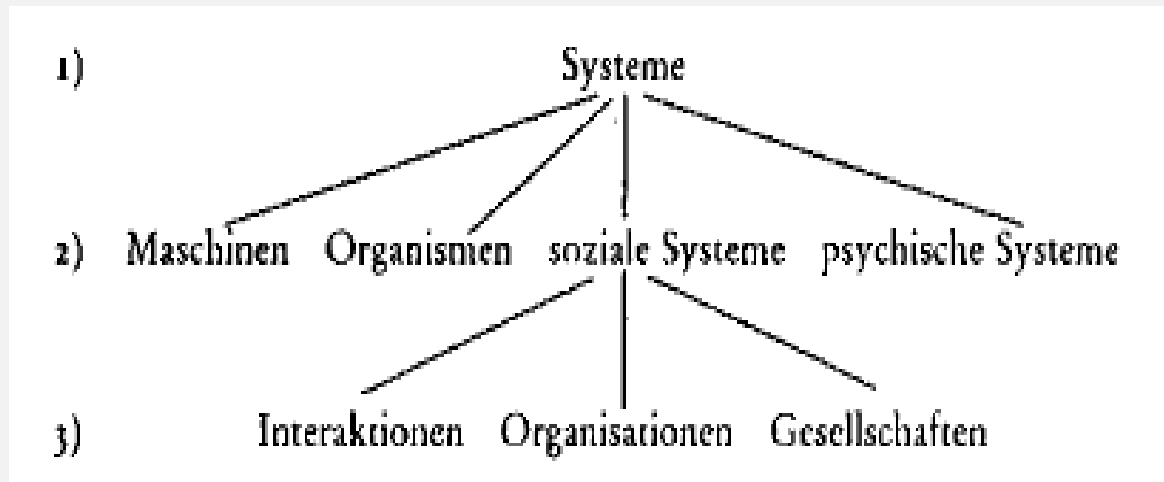 1) Systeme
2) Maschinen Organismen soziale Systeme psychische Systeme
3) Interaktionen Organisationen Gesellschaften